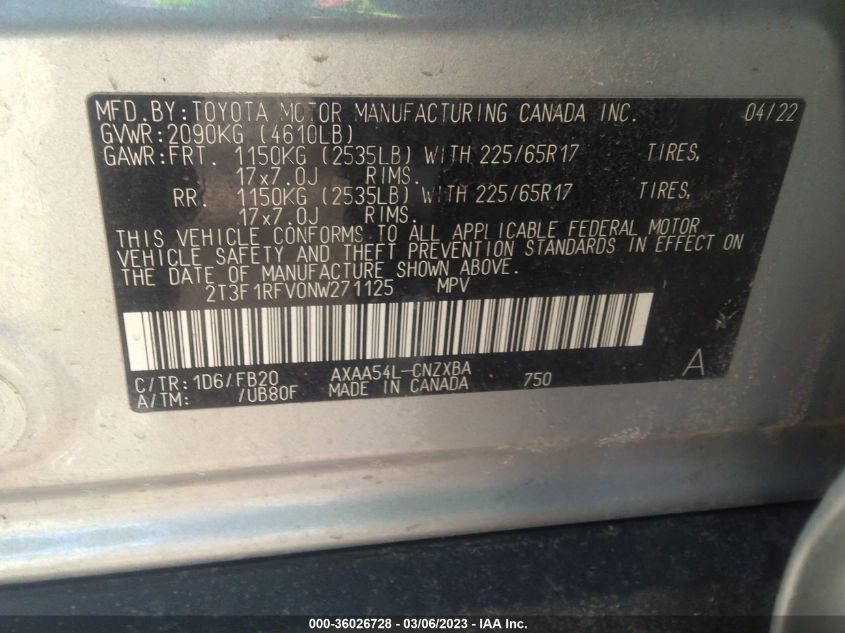 MFD. BY: TOYOTA MOTOR MANUFACTURING CANADA INC. 04/22
GVWR: 2090KG (4610LB)
GAWR: FRT. 1150KG (2535LB) WITH 225/65R17 TIRES,
17x7.0J RIMS.
RR. 1150KG (2535LB) WITH 225/65R17 TIRES,
17x7.0J RIMS.
THIS VEHICLE CONFORMS TO ALL APPLICABLE FEDERAL MOTOR
VEHICLE SAFETY AND THEFT PREVENTION STANDARDS IN EFFECT ON
THE DATE OF MANUFACTURE SHOWN ABOVE.
2T3F1RFV0NW271125 MPV
C/TR: 1D6/FB20 AXAA54L-CNZXBA 750 A
A/TM: /UB80F MADE IN CANADA
000-36026728 - 03/06/2023 - IAA Inc.